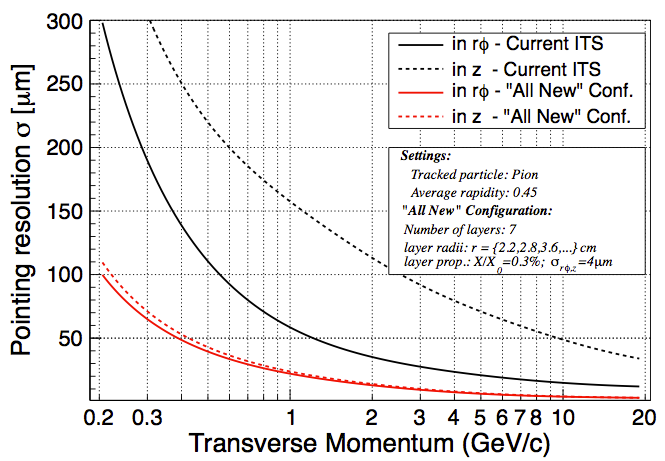 300
250
200
150
100
50
Pointing resolution σ [μm]
in rϕ - Current ITS
in z - Current ITS
in rϕ - "All New" Conf.
in z - "All New" Conf.
Settings:
Tracked particle: Pion
Average rapidity: 0.45
"All New" Configuration:
Number of layers: 7
layer radii: r = {2.2,2.8,3.6,...} cm
layer prop.: X/X₀=0.3%; σrϕ,z=4μm
0.2 0.3 1 2 3 4 5 6 7 8 10 20
Transverse Momentum (GeV/c)